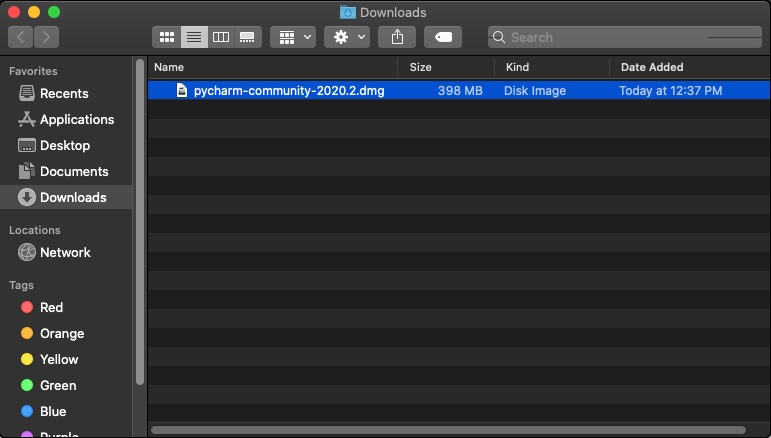 Downloads
Search
Favorites
Recents
Applications
Desktop
Documents
Downloads
Locations
Network
Tags
Red
Orange
Yellow
Green
Blue
Purple
Name Size Kind Date Added
pycharm-community-2020.2.dmg 398 MB Disk Image Today at 12:37 PM